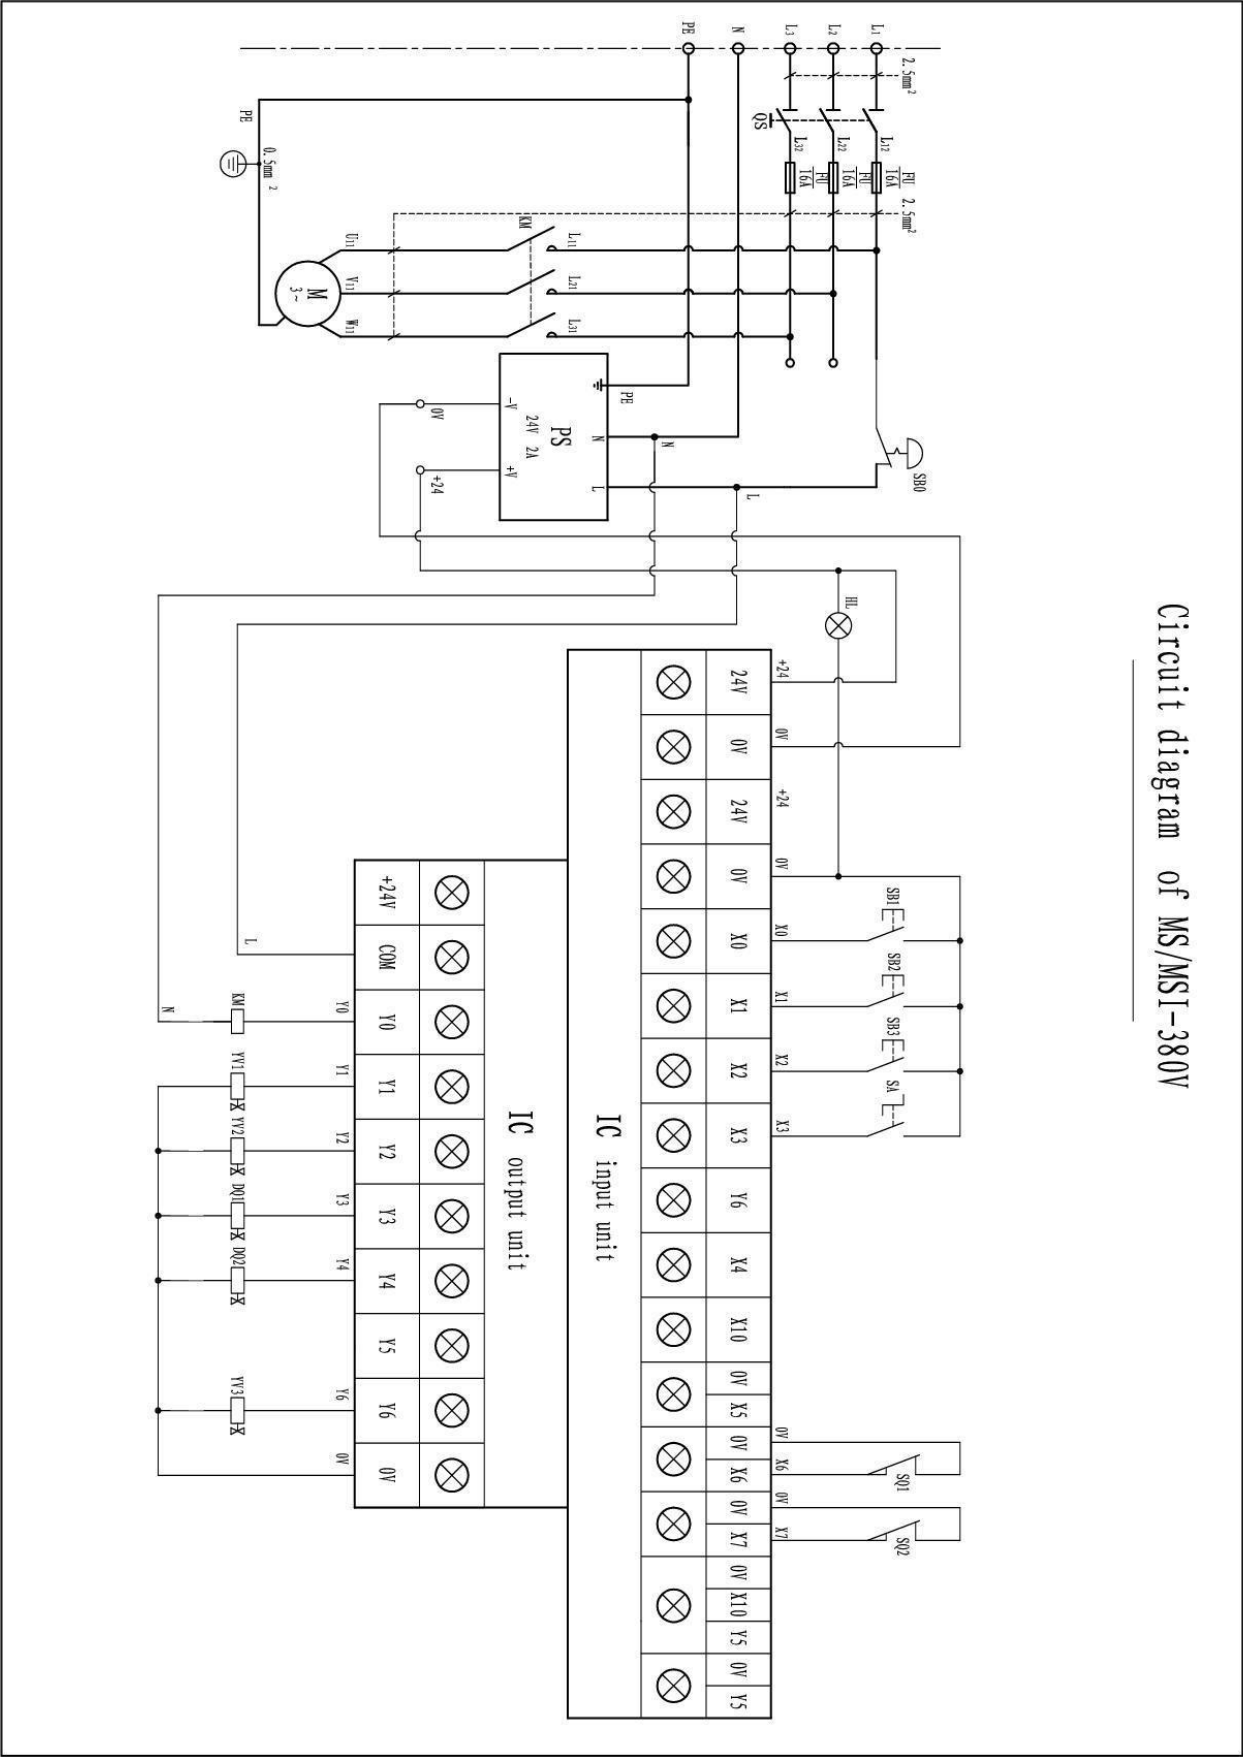 Circuit diagram of MS/MSI-380V
L1
L2
L3
N
PE
2.5mm²
QS
L12
L22
L32
FU
16A
FU
16A
FU
16A
2.5mm²
PE
0.5mm²
KM
L11
L21
L31
U11
V11
W11
M
3~
SB0
PE
N
L
PS
24V 2A
-V
+V
N
L
0V
+24
HL
+24
0V
+24
0V
X0
X1
X2
X3
0V
X6
0V
X7
SB1
SB2
SB3
SA
SQ1
SQ2
24V
0V
24V
0V
X0
X1
X2
X3
Y6
X4
X10
0V
X5
0V
X6
0V
X7
0V
X10
Y5
0V
Y5
IC input unit
IC output unit
+24V
COM
Y0
Y1
Y2
Y3
Y4
Y5
Y6
0V
L
Y0
Y1
Y2
Y3
Y4
Y6
0V
N
KM
YV1
YV2
DQ1
DQ2
YV3